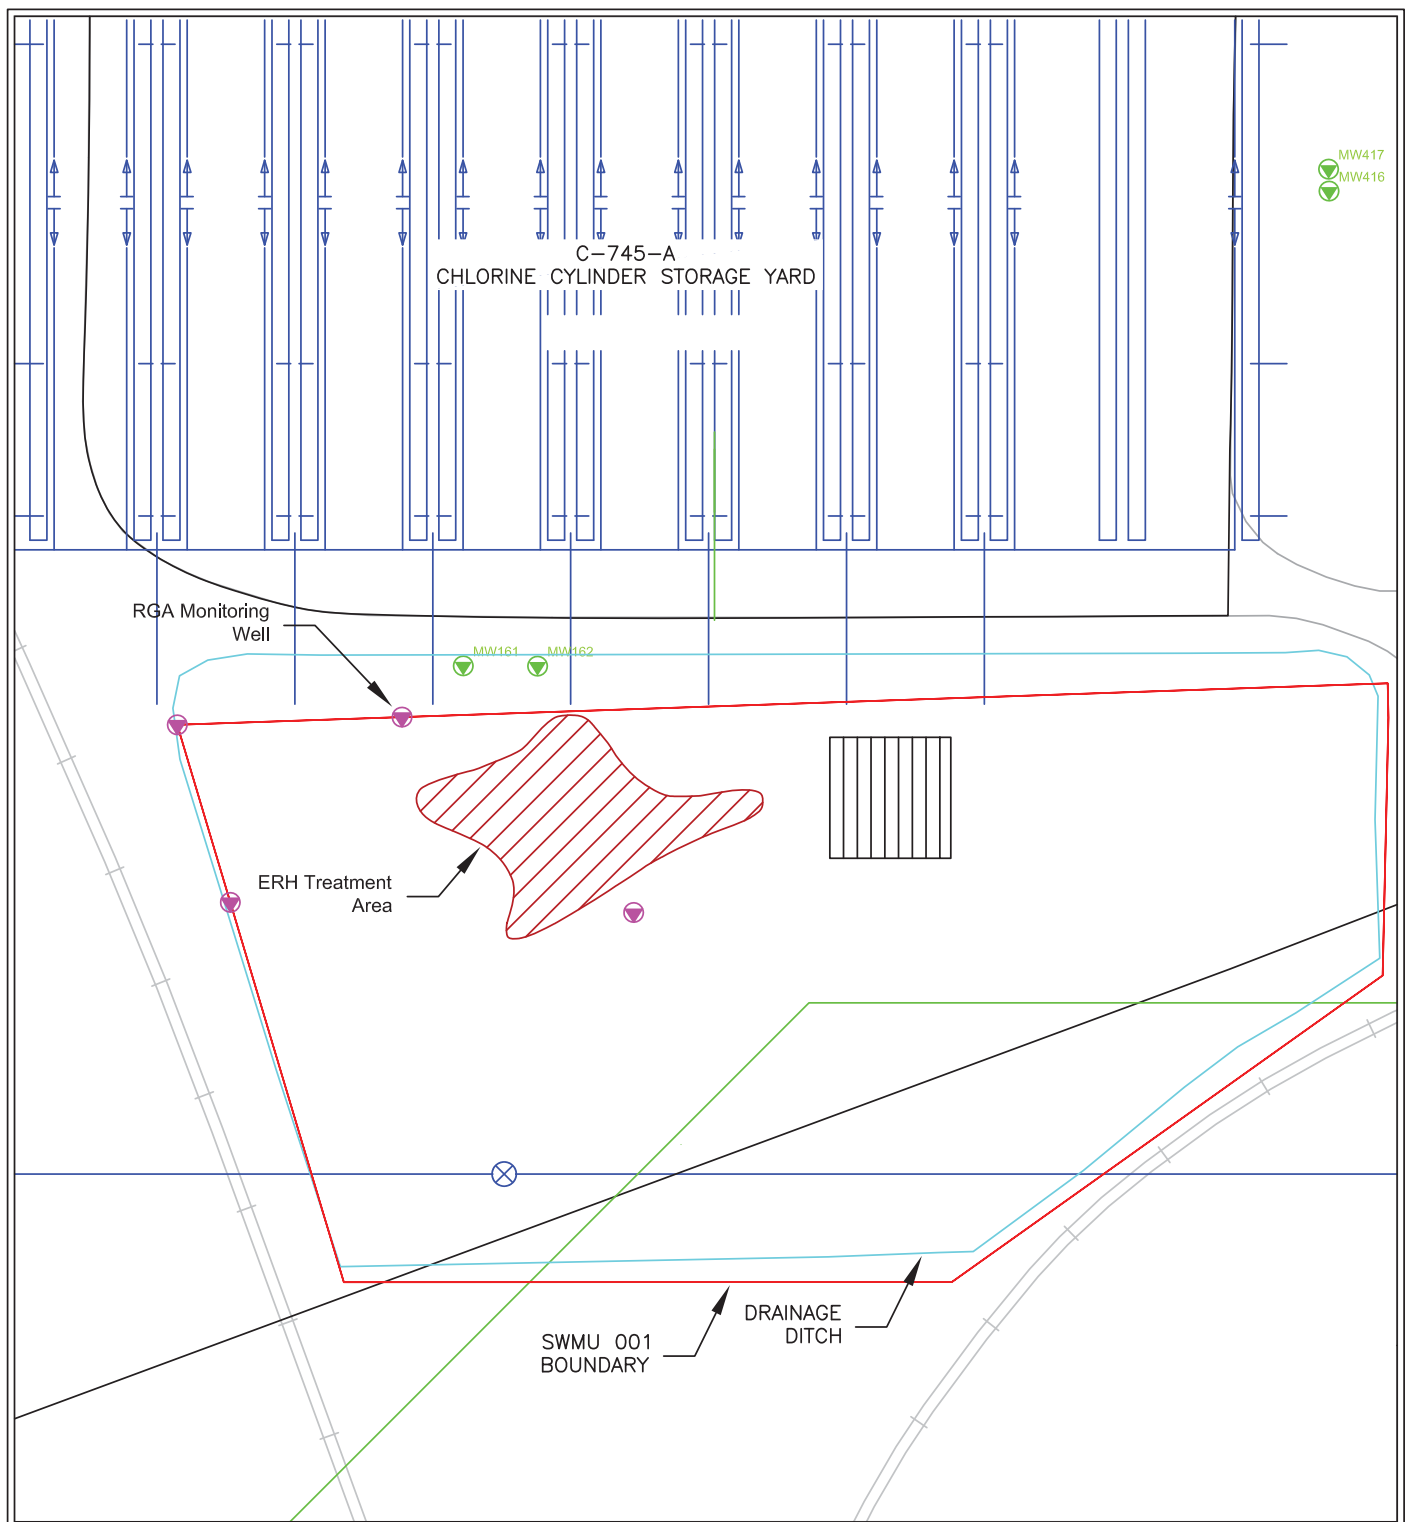 MW417
MW416
C-745-A
CHLORINE CYLINDER STORAGE YARD
RGA Monitoring
Well
MW161
MW162
ERH Treatment
Area
DRAINAGE
DITCH
SWMU 001
BOUNDARY